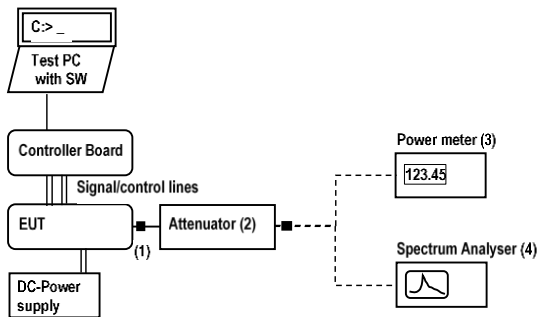 C:> _
Test PC
with SW
Controller Board
Signal/control lines
EUT
(1)
Attenuator (2)
Power meter (3)
123.45
Spectrum Analyser (4)
DC-Power
supply